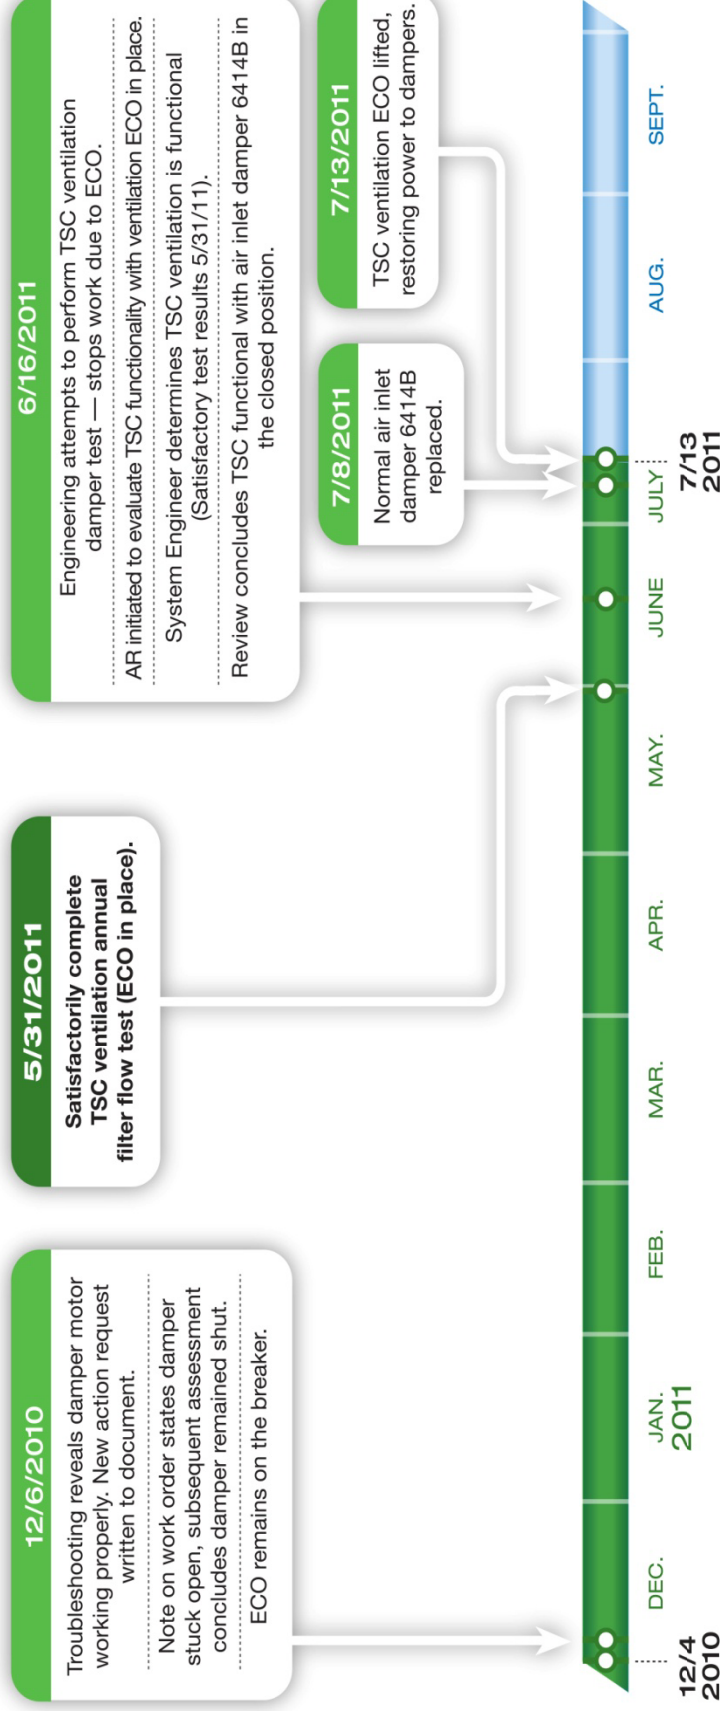 12/6/2010
Troubleshooting reveals damper motor
working properly. New action request
written to document.
Note on work order states damper
stuck open, subsequent assessment
concludes damper remained shut.
ECO remains on the breaker.
5/31/2011
Satisfactorily complete
TSC ventilation annual
filter flow test (ECO in place).
6/16/2011
Engineering attempts to perform TSC ventilation
damper test — stops work due to ECO.
AR initiated to evaluate TSC functionality with ventilation ECO in place.
System Engineer determines TSC ventilation is functional
(Satisfactory test results 5/31/11).
Review concludes TSC functional with air inlet damper 6414B in
the closed position.
7/8/2011
Normal air inlet
damper 6414B
replaced.
7/13/2011
TSC ventilation ECO lifted,
restoring power to dampers.
DEC.
JAN.
FEB.
MAR.
APR.
MAY.
JUNE
JULY
AUG.
SEPT.
2011
12/4
2010
7/13
2011